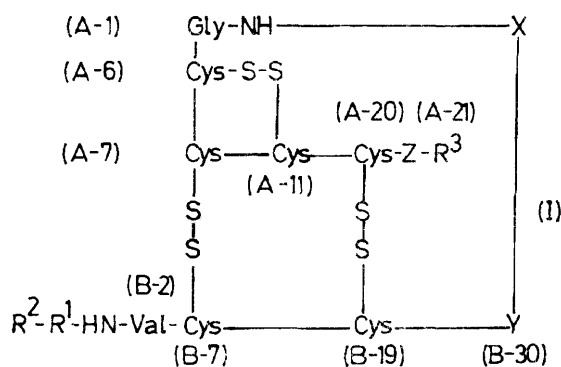 (A-1) Gly-NH X
(A-6) Cys-S-S
(A-20) (A-21)
(A-7) Cys Cys Cys-Z-R³
(A-11)
S S (I)
S S
(B-2)
R²-R¹-HN-Val-Cys Cys Y
(B-7) (B-19) (B-30)